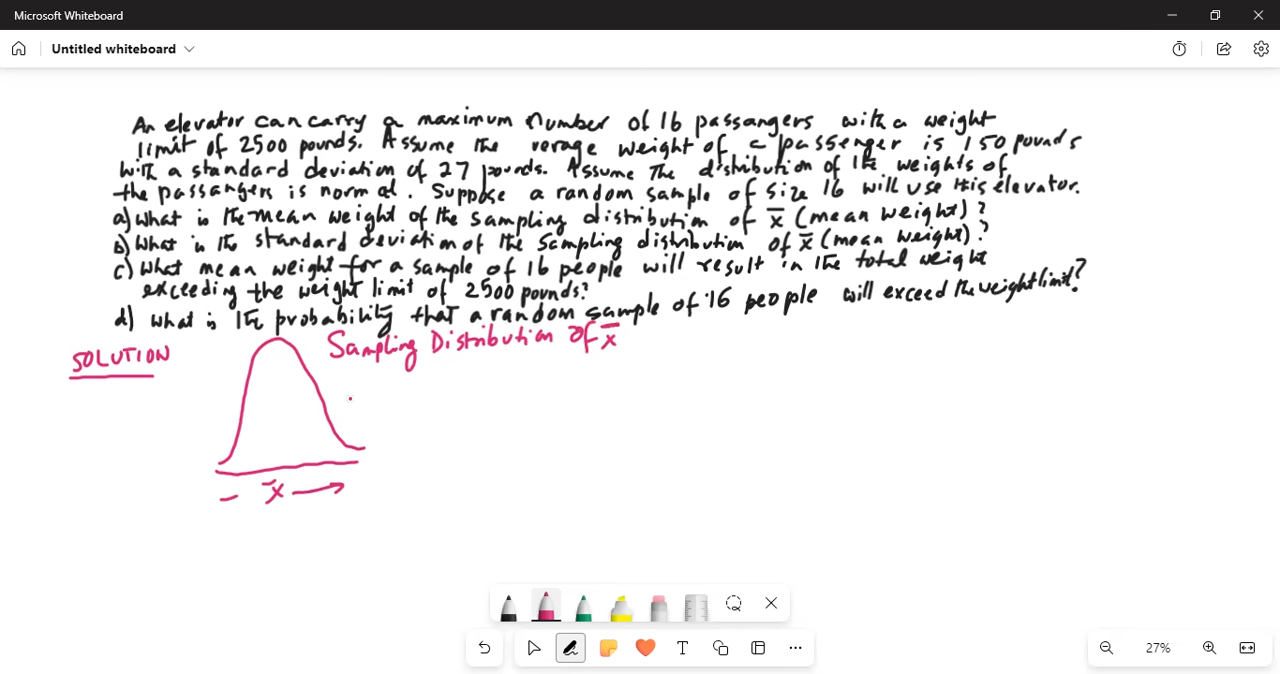 Microsoft Whiteboard
Untitled whiteboard
An elevator can carry a maximum number of 16 passangers with a weight
limit of 2500 pounds. Assume the verage weight of a passenger is 150 pounds
with a standard deviation of 27 pounds. Assume the distribution of the weights of
the passangers is normal. Suppose a random sample of size 16 will use this elevator.
a) What is the mean weight of the sampling distribution of x̅ (mean weight)?
b) What is the standard deviation of the sampling distribution of x̅ (mean weight)?
c) What mean weight for a sample of 16 people will result in the total weight
exceeding the weight limit of 2500 pounds?
d) What is the probability that a random sample of 16 people will exceed the weight limit?
SOLUTION
Sampling Distribution of x̅
– x̅ →
T
27%